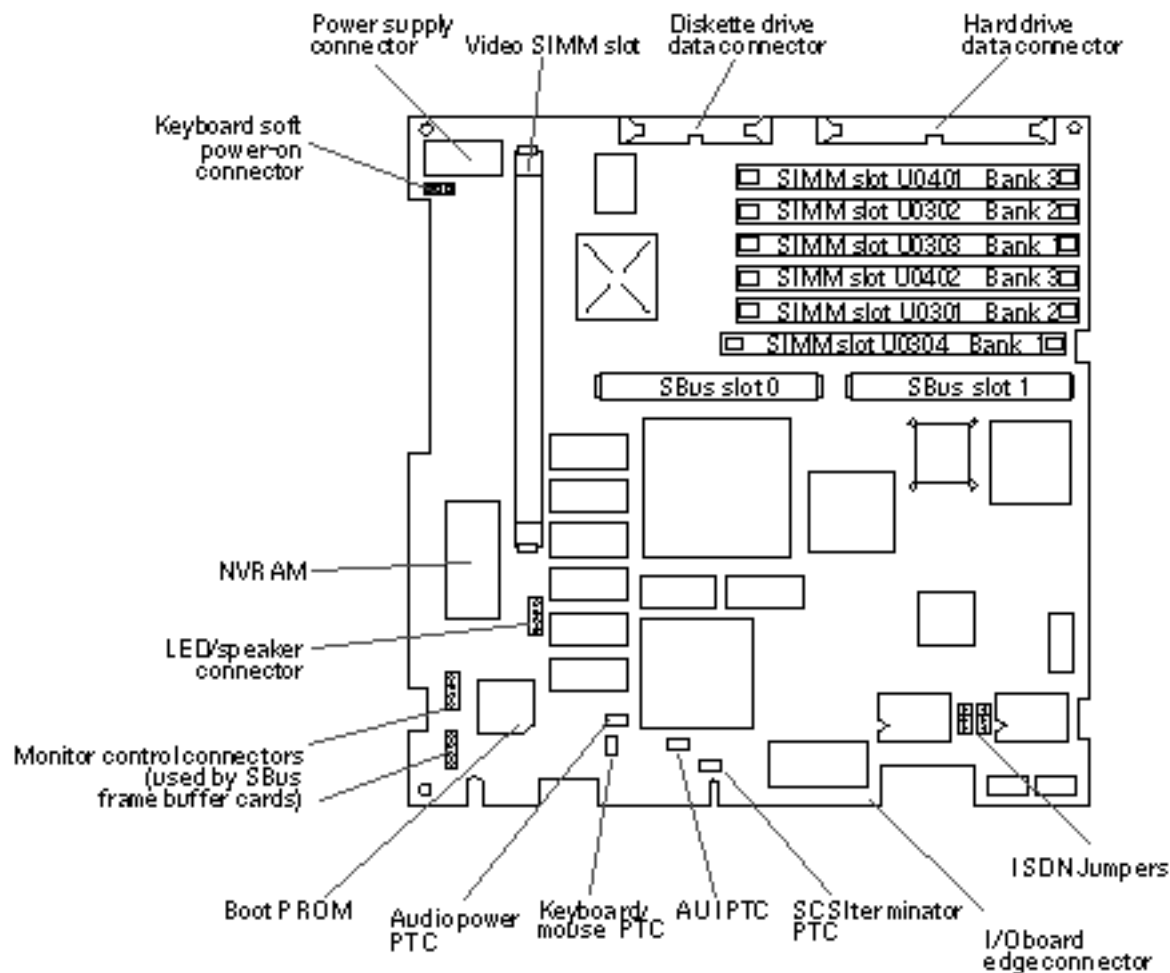 Power supply
connector
Video SIMM slot
Diskette drive
data connector
Hard drive
data connector
Keyboard soft
power-on
connector
SIMM slot U0401 Bank 3
SIMM slot U0302 Bank 2
SIMM slot U0303 Bank 1
SIMM slot U0402 Bank 3
SIMM slot U0301 Bank 2
SIMM slot U0304 Bank 1
SBus slot 0
SBus slot 1
NVRAM
LED/speaker
connector
Monitor control connectors
(used by SBus
frame buffer cards)
Boot PROM
Audio power
PTC
Keyboard/
mouse PTC
AUI PTC
SCSI terminator
PTC
ISDN Jumpers
I/O board
edge connector